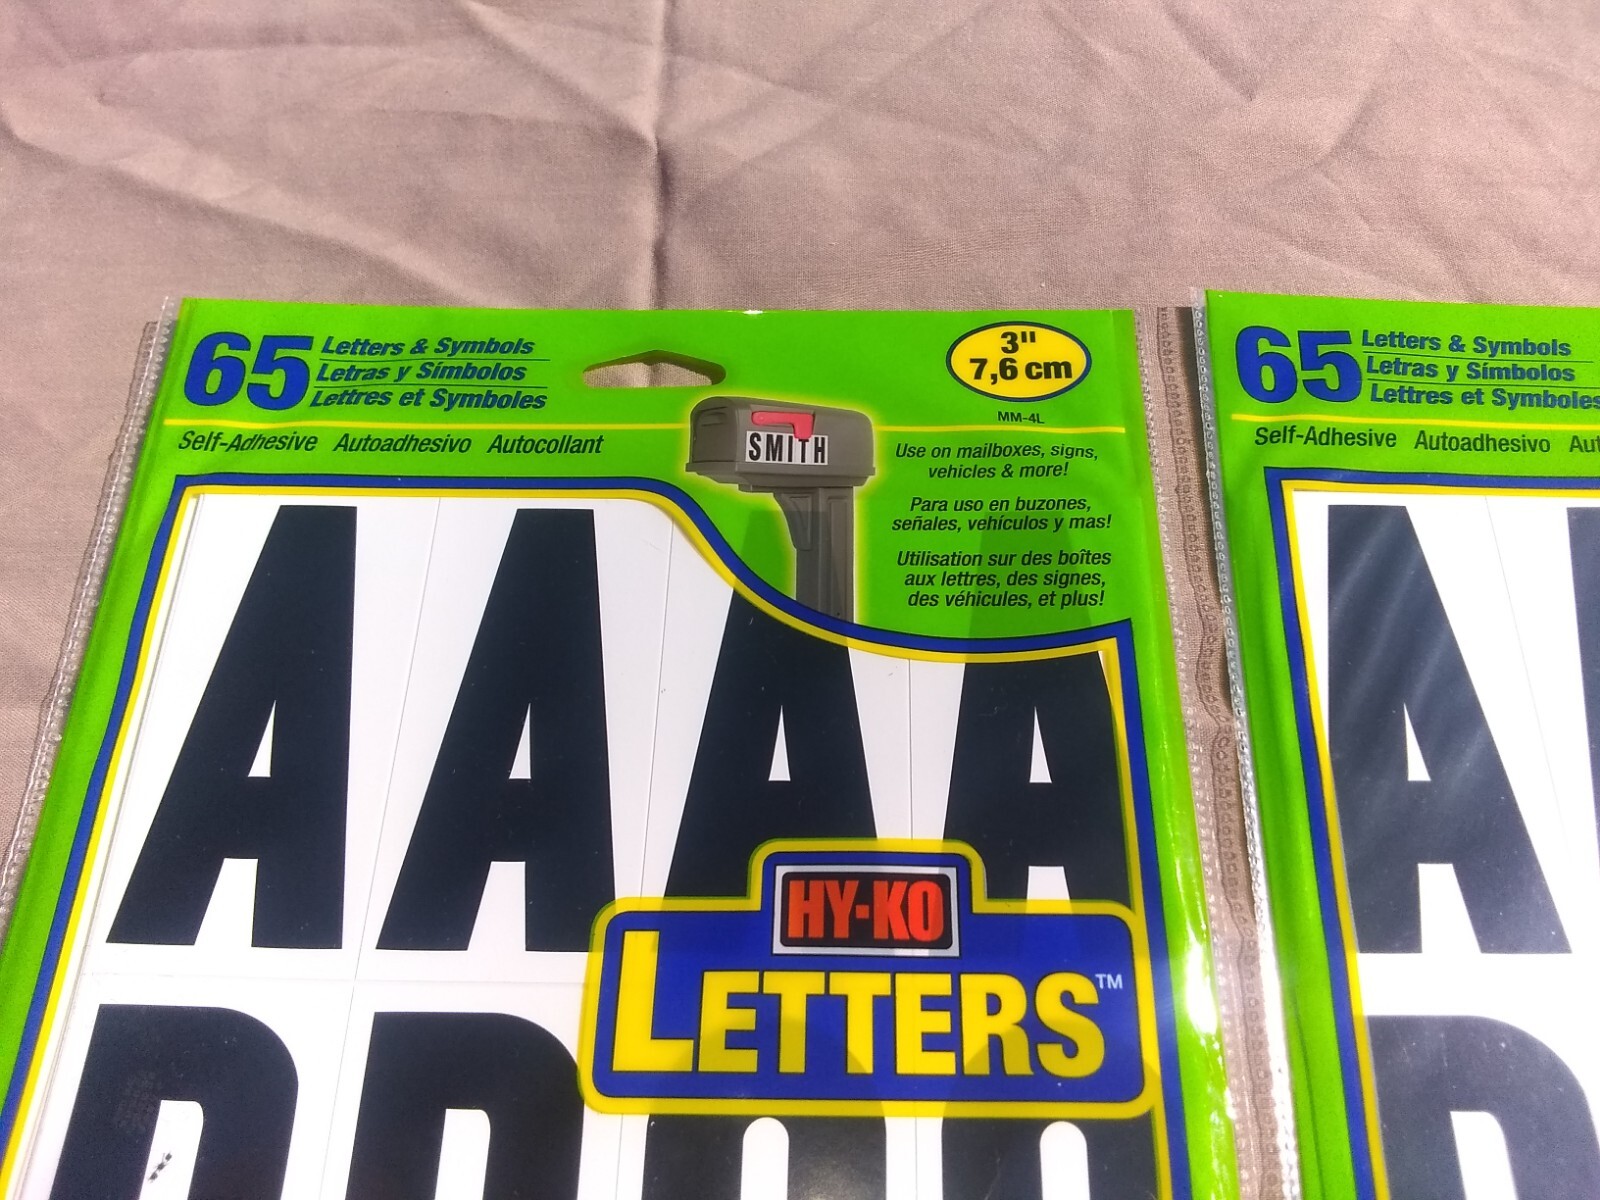 65 Letters & Symbols
Letras y Símbolos
Lettres et Symboles
3"
7,6 cm
MM-4L
Self-Adhesive Autoadhesivo Autocollant
SMITH
Use on mailboxes, signs,
vehicles & more!
Para uso en buzones,
señales, vehículos y mas!
Utilisation sur des boîtes
aux lettres, des signes,
des véhicules, et plus!
A A A A
HY-KO
LETTERS™
65 Letters & Symbols
Letras y Símbolos
Lettres et Symboles
Self-Adhesive Autoadhesivo
A